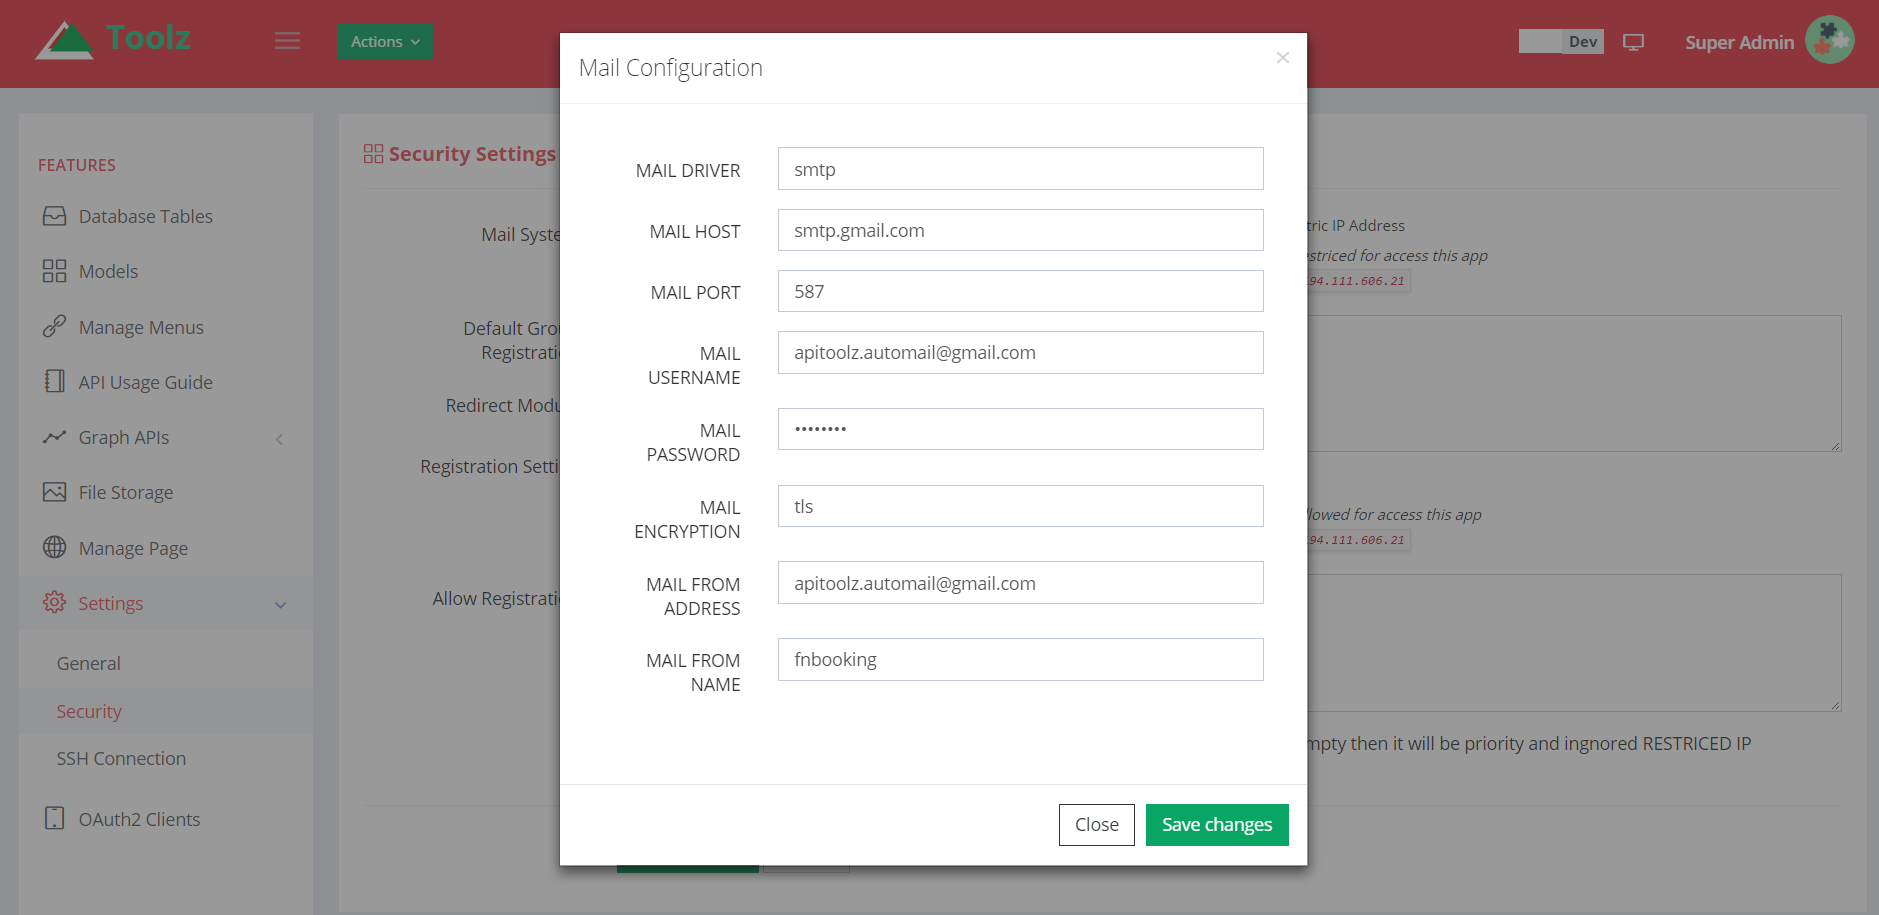 Toolz
Actions
Dev
Super Admin
FEATURES
Database Tables
Models
Manage Menus
API Usage Guide
Graph APIs
File Storage
Manage Page
Settings
General
Security
SSH Connection
OAuth2 Clients
Security Settings
Mail Syste
Default Grou
Registratio
Redirect Modu
Registration Setti
Allow Registratio
Mail Configuration
×
MAIL DRIVER
smtp
MAIL HOST
smtp.gmail.com
MAIL PORT
587
MAIL
USERNAME
apitoolz.automail@gmail.com
MAIL
PASSWORD
••••••••
MAIL
ENCRYPTION
tls
MAIL FROM
ADDRESS
apitoolz.automail@gmail.com
MAIL FROM
NAME
fnbooking
Close
Save changes
tric IP Address
estriced for access this app
94.111.606.21
llowed for access this app
94.111.606.21
mpty then it will be priority and ingnored RESTRICED IP